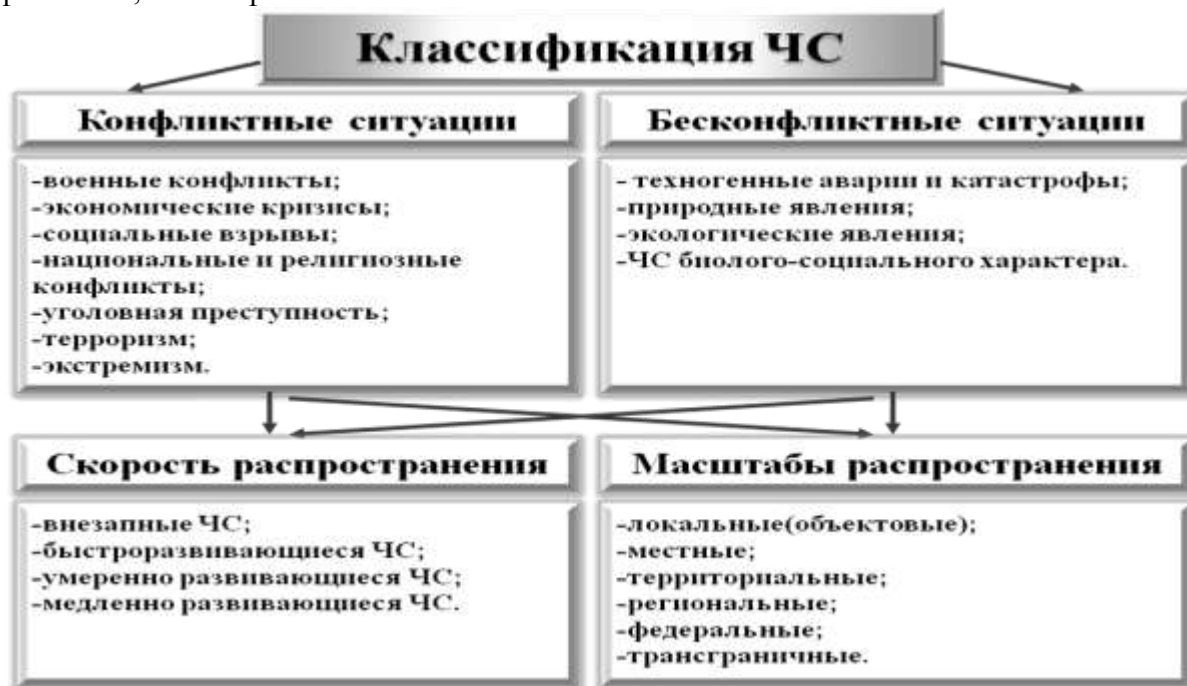 Классификация ЧС
Конфликтные ситуации
-военные конфликты;
-экономические кризисы;
-социальные взрывы;
-национальные и религиозные
конфликты;
-уголовная преступность;
-терроризм;
-экстремизм.
Бесконфликтные ситуации
- техногенные аварии и катастрофы;
-природные явления;
-экологические явления;
-ЧС биолого-социального характера.
Скорость распространения
-внезапные ЧС;
-быстроразвивающиеся ЧС;
-умеренно развивающиеся ЧС;
-медленно развивающиеся ЧС.
Масштабы распространения
-локальные(объектовые);
-местные;
-территориальные;
-региональные;
-федеральные;
-трансграничные.